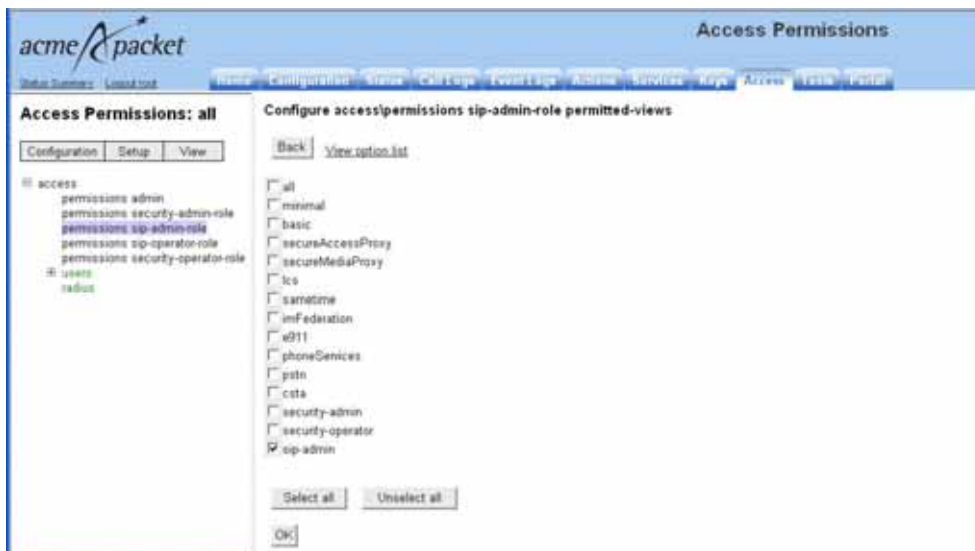 acme packet
Access Permissions
Status Summary Logout root
Home Configuration Status Call Logs Event Logs Actions Services Keys Access Tools Portal
Access Permissions: all
Configuration Setup View
access
permissions admin
permissions security-admin-role
permissions sip-admin-role
permissions sip-operator-role
permissions security-operator-role
users
radius
Configure access\permissions sip-admin-role permitted-views
Back View option list
all
minimal
basic
secureAccessProxy
secureMediaProxy
lcs
sametime
imFederation
e911
phoneServices
pstn
csta
security-admin
security-operator
sip-admin
Select all Unselect all
OK